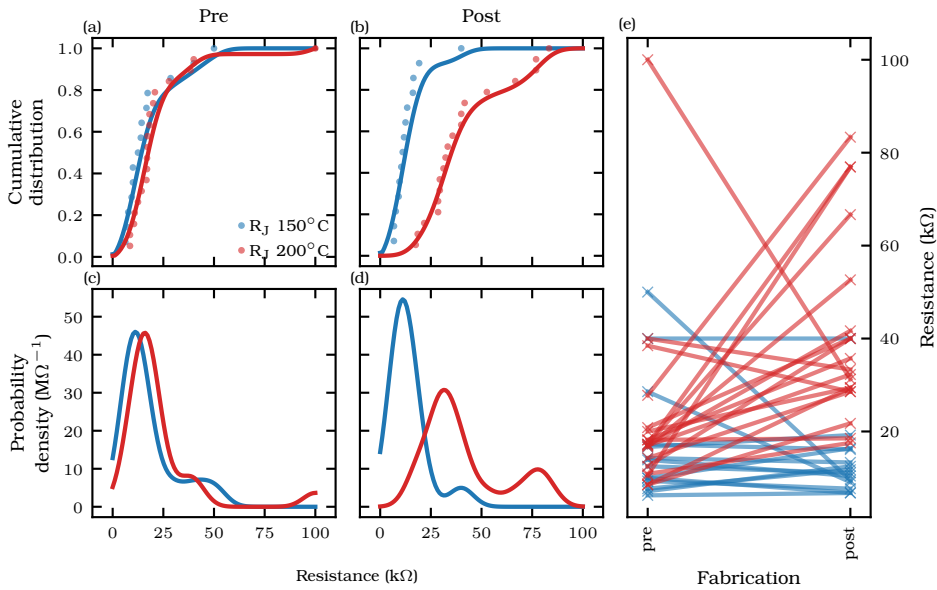 Pre
Post
(a)
(b)
(e)
1.0
0.8
0.6
0.4
0.2
0.0
Cumulative
distribution
R_J 150°C
R_J 200°C
(c)
(d)
50
40
30
20
10
0
Probability
density (MΩ⁻¹)
0
25
50
75
100
0
25
50
75
100
Resistance (kΩ)
100
80
60
40
20
Resistance (kΩ)
pre
post
Fabrication